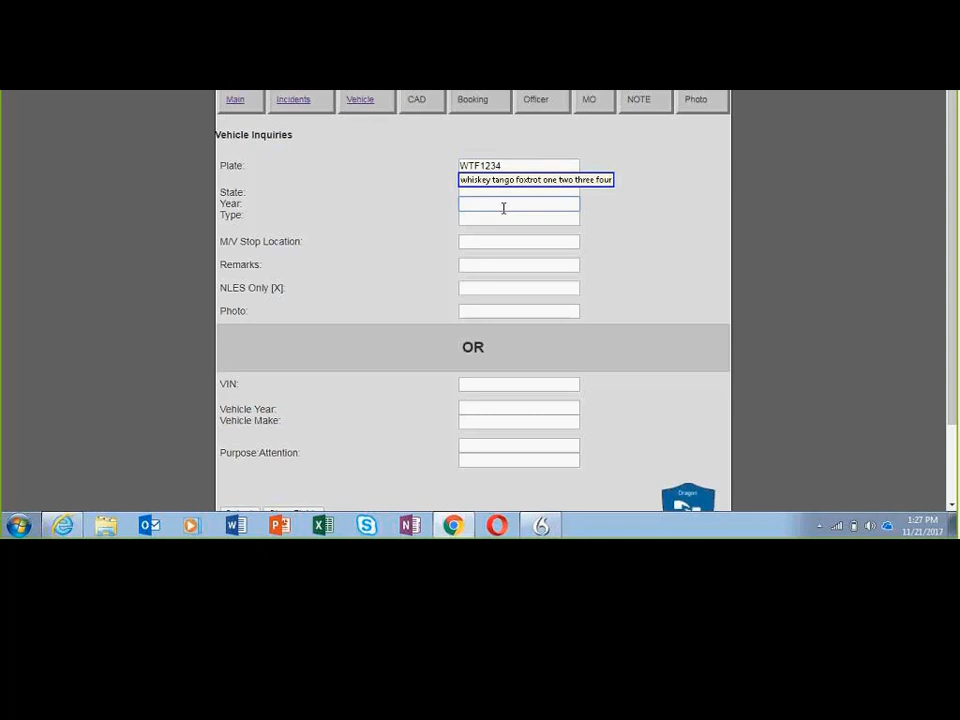 Main Incidents Vehicle CAD Booking Officer MO NOTE Photo
Vehicle Inquiries
Plate: WTF1234
whiskey tango foxtrot one two three four
State:
Year:
Type:
M/V Stop Location:
Remarks:
NLES Only [X]:
Photo:
OR
VIN:
Vehicle Year:
Vehicle Make:
Purpose:Attention:
Dragon
1:27 PM
11/21/2017